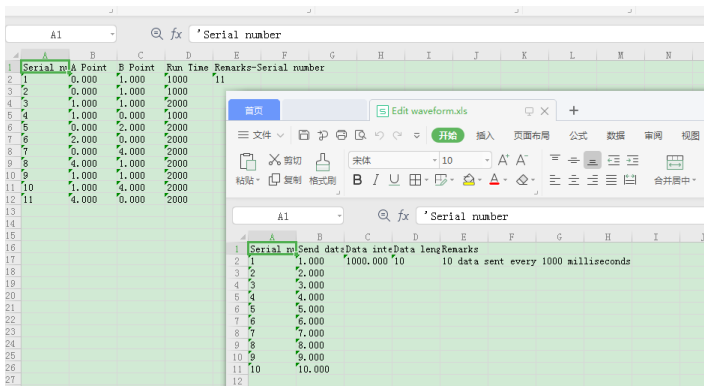 A1 fx 'Serial number
A B C D E F G H I J K L M N
1 Serial nu A Point B Point Run Time Remarks-Serial number
2 1 0.000 1.000 1000 11
3 2 0.000 1.000 1000
4 3 1.000 1.000 2000
5 4 1.000 0.000 1000
6 5 0.000 2.000 2000
7 6 2.000 0.000 2000
8 7 0.000 4.000 2000
9 8 4.000 1.000 2000
10 9 1.000 1.000 2000
11 10 1.000 4.000 2000
12 11 4.000 0.000 2000
13
14
15
16
17
18
19
20
21
22
23
24
25
26
27
首页 S Edit waveform.xls +
文件 开始 插入 页面布局 公式 数据 审阅 视图
剪切 宋体 10 A+ A-
粘贴 复制 格式刷 B I U A 合并居中
A1 fx 'Serial number
A B C D E F G H I J
1 Serial nu Send data Data inte Data leng Remarks
2 1 1.000 1000.000 10 10 data sent every 1000 milliseconds
3 2 2.000
4 3 3.000
5 4 4.000
6 5 5.000
7 6 6.000
8 7 7.000
9 8 8.000
10 9 9.000
11 10 10.000
12